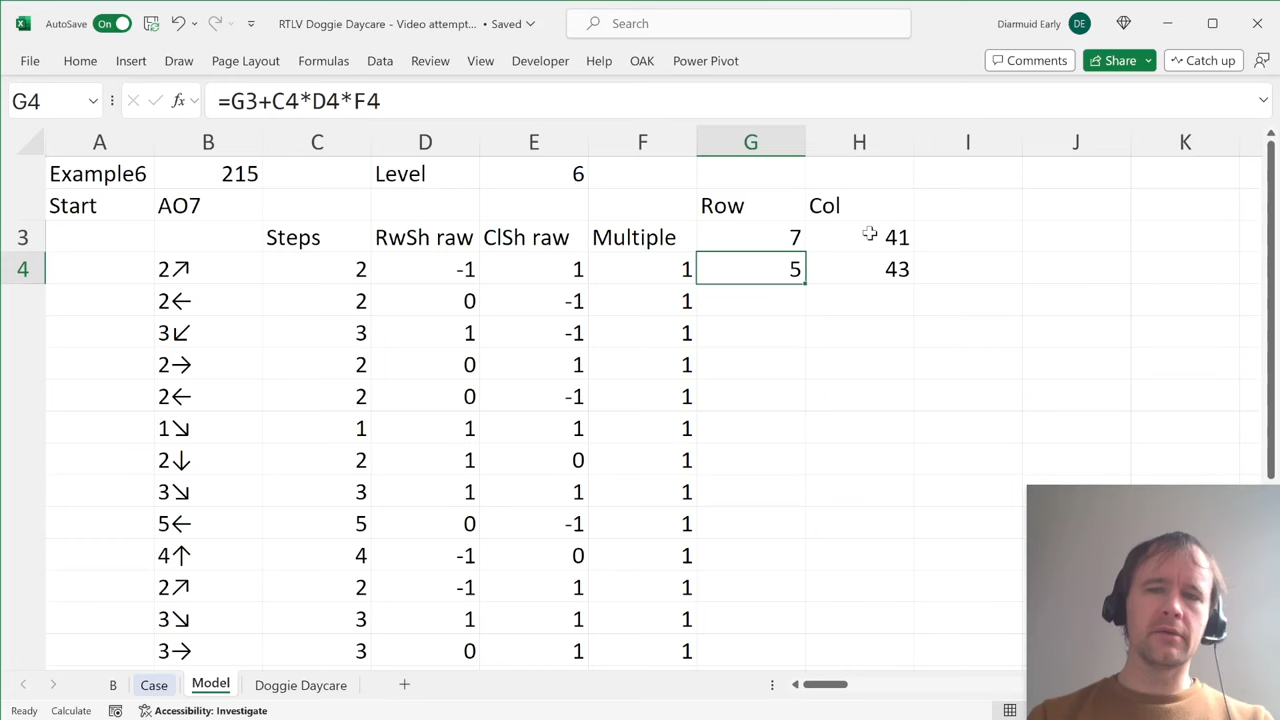 AutoSave On RTLV Doggie Daycare - Video attempt... • Saved Search Diarmuid Early DE
File Home Insert Draw Page Layout Formulas Data Review View Developer Help OAK Power Pivot Comments Share Catch up
G4 fx =G3+C4*D4*F4
A B C D E F G H I J K
Example6 215 Level 6
Start AO7 Row Col
3 Steps RwSh raw ClSh raw Multiple 7 41
4 2↗ 2 -1 1 1 5 43
2← 2 0 -1 1
3↙ 3 1 -1 1
2→ 2 0 1 1
2← 2 0 -1 1
1↘ 1 1 1 1
2↓ 2 1 0 1
3↘ 3 1 1 1
5← 5 0 -1 1
4↑ 4 -1 0 1
2↗ 2 -1 1 1
3↘ 3 1 1 1
3→ 3 0 1 1
B Case Model Doggie Daycare
Ready Calculate Accessibility: Investigate